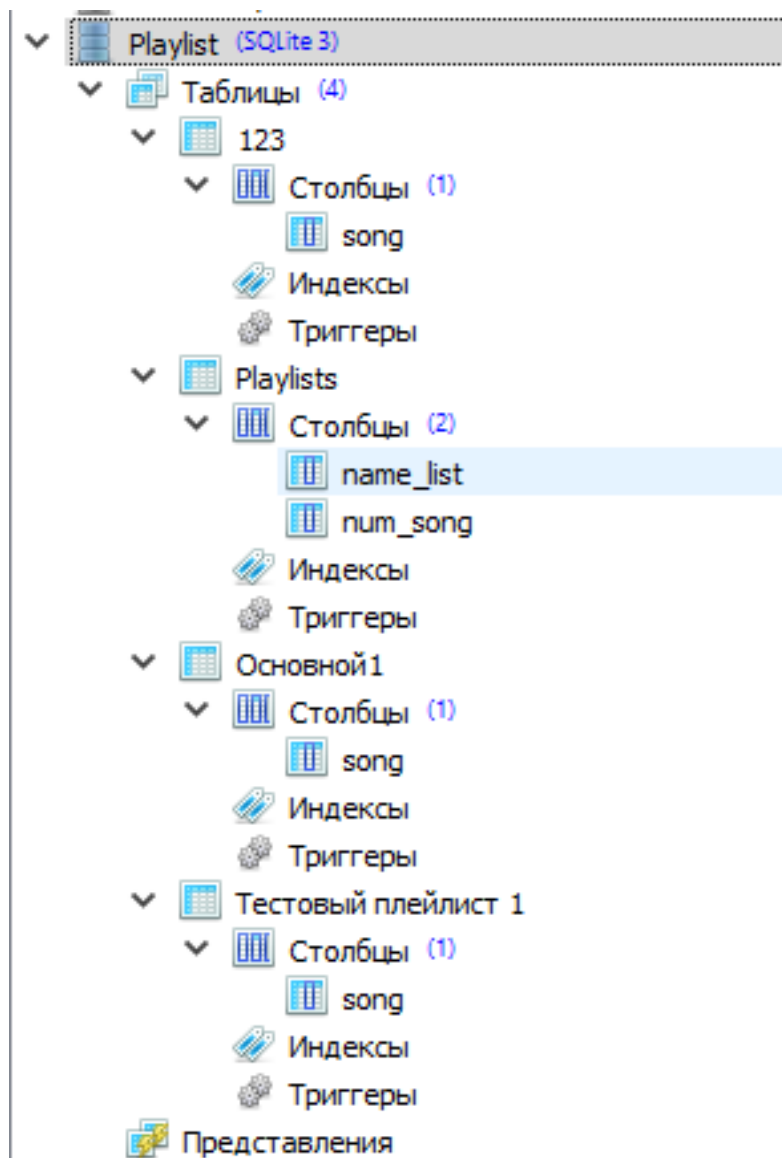 Playlist (SQLite 3)
Таблицы (4)
123
Столбцы (1)
song
Индексы
Триггеры
Playlists
Столбцы (2)
name_list
num_song
Индексы
Триггеры
Основной1
Столбцы (1)
song
Индексы
Триггеры
Тестовый плейлист 1
Столбцы (1)
song
Индексы
Триггеры
Представления